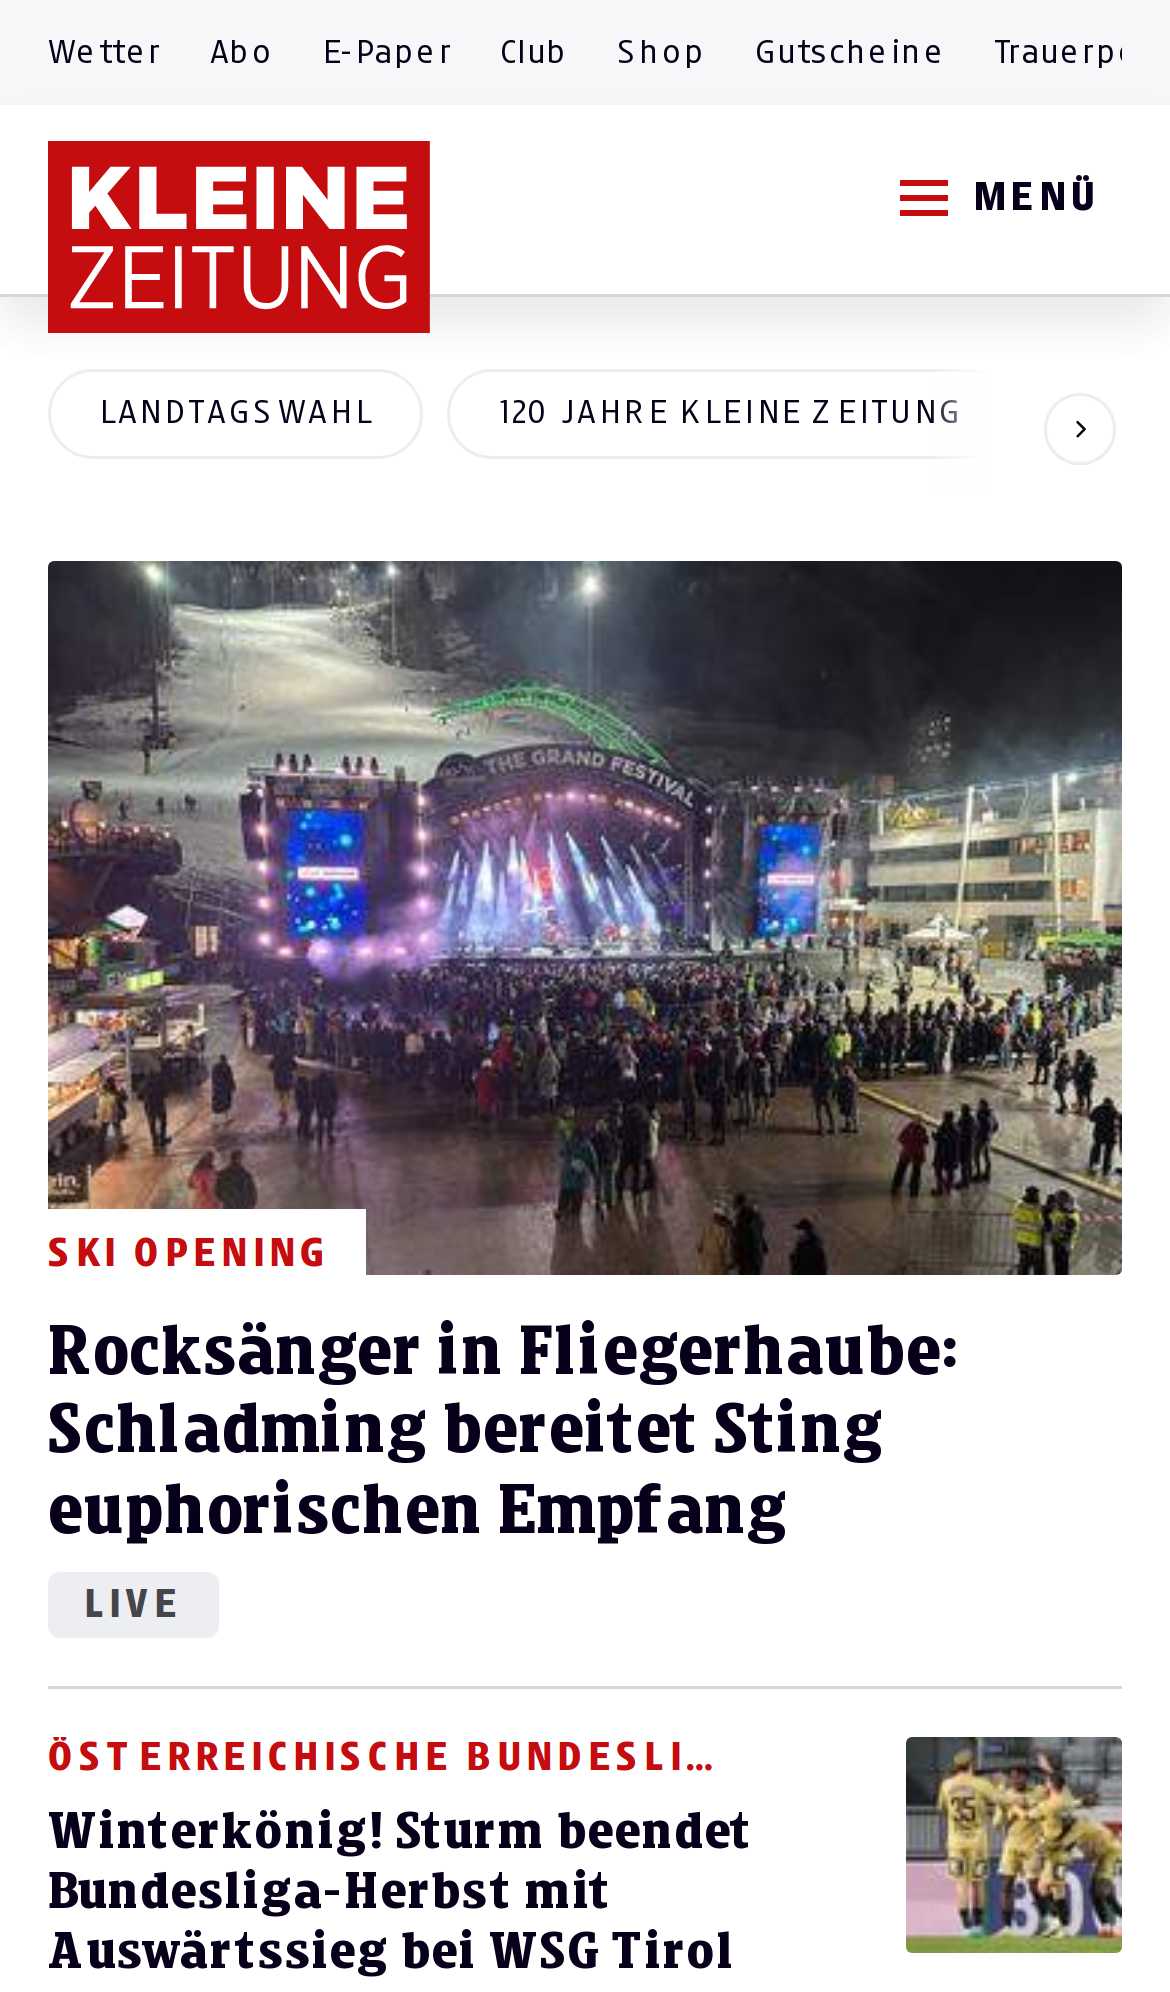 Wetter Abo E-Paper Club Shop Gutscheine Trauerp
KLEINE
ZEITUNG
MENÜ
LANDTAGSWAHL 120 JAHRE KLEINE ZEITUNG
THE GRAND FESTIVAL
SKI OPENING
Rocksänger in Fliegerhaube:
Schladming bereitet Sting
euphorischen Empfang
LIVE
ÖSTERREICHISCHE BUNDESLI…
Winterkönig! Sturm beendet
Bundesliga-Herbst mit
Auswärtssieg bei WSG Tirol
35